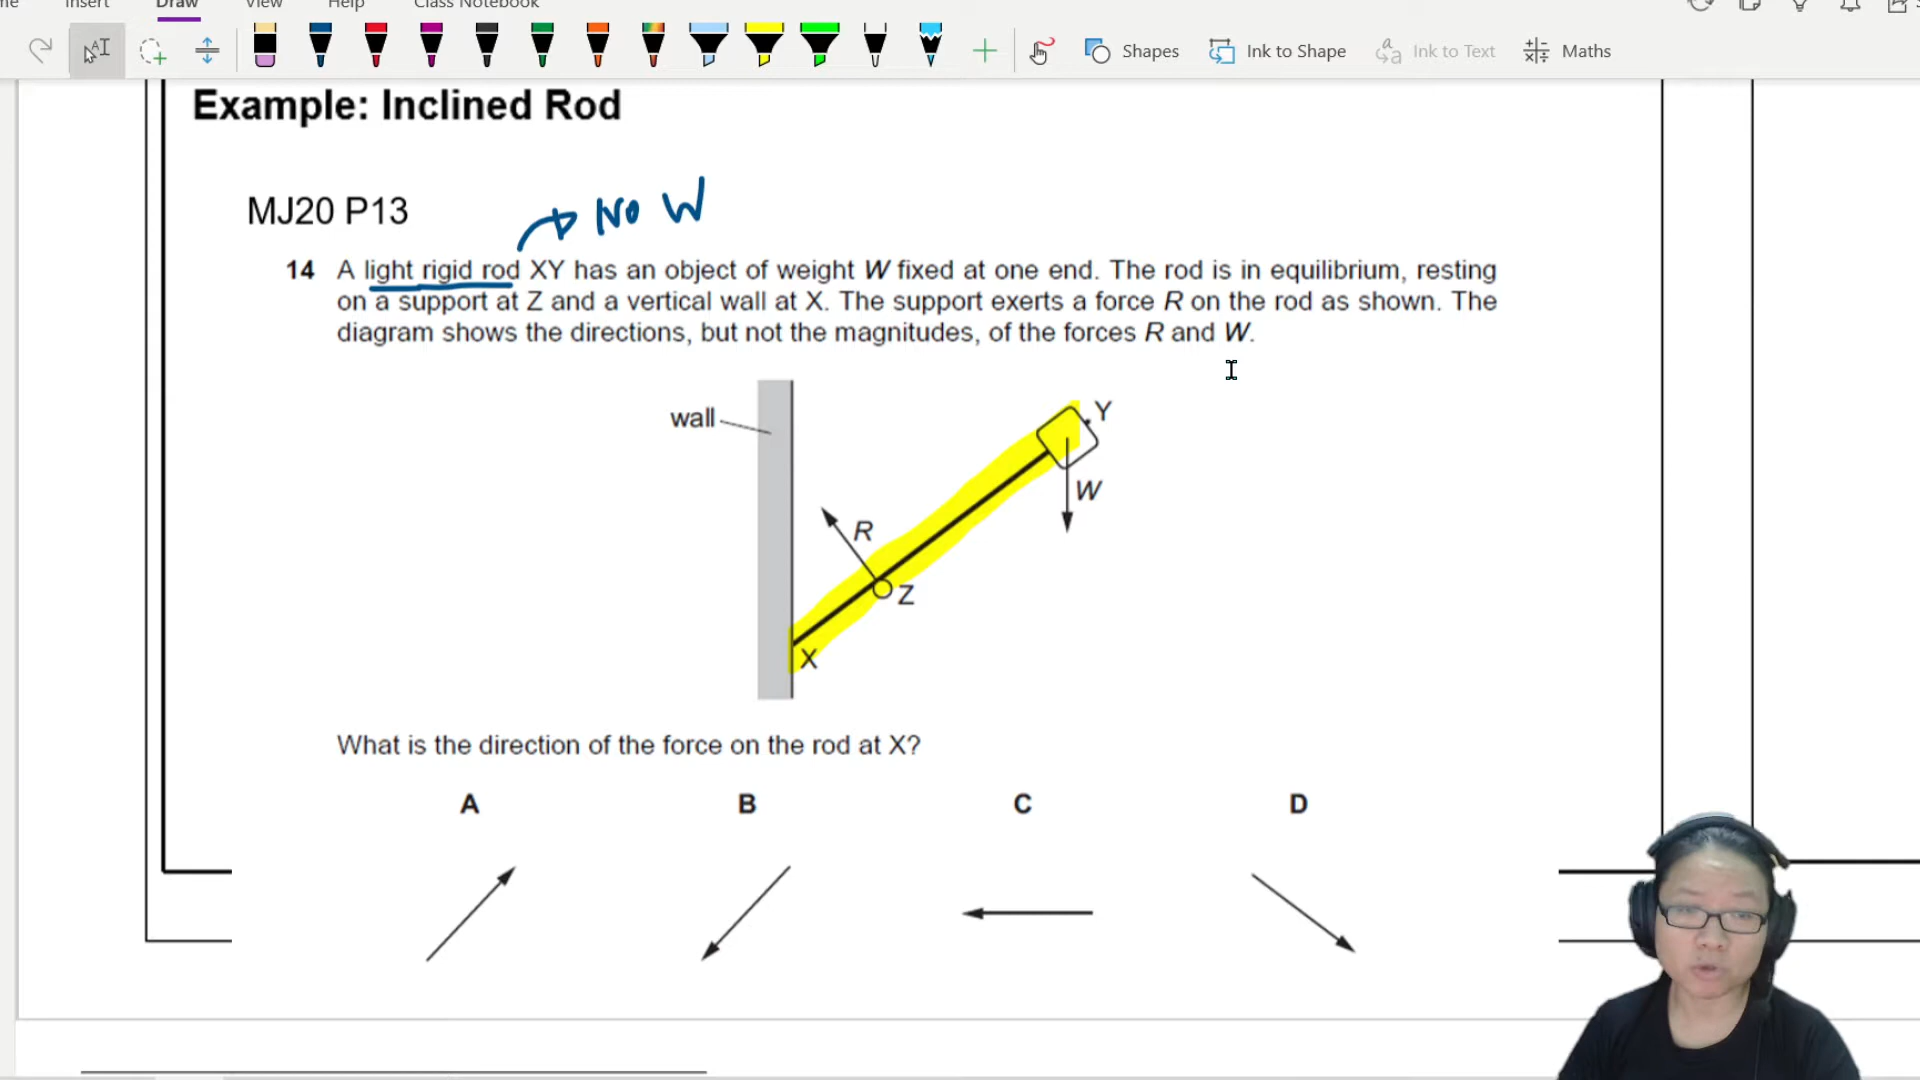 Insert Draw View Help Class Notebook
Shapes Ink to Shape Ink to Text Maths
Example: Inclined Rod
MJ20 P13
No W
14 A light rigid rod XY has an object of weight W fixed at one end. The rod is in equilibrium, resting
on a support at Z and a vertical wall at X. The support exerts a force R on the rod as shown. The
diagram shows the directions, but not the magnitudes, of the forces R and W.
wall
Y
W
R
Z
X
What is the direction of the force on the rod at X?
A B C D